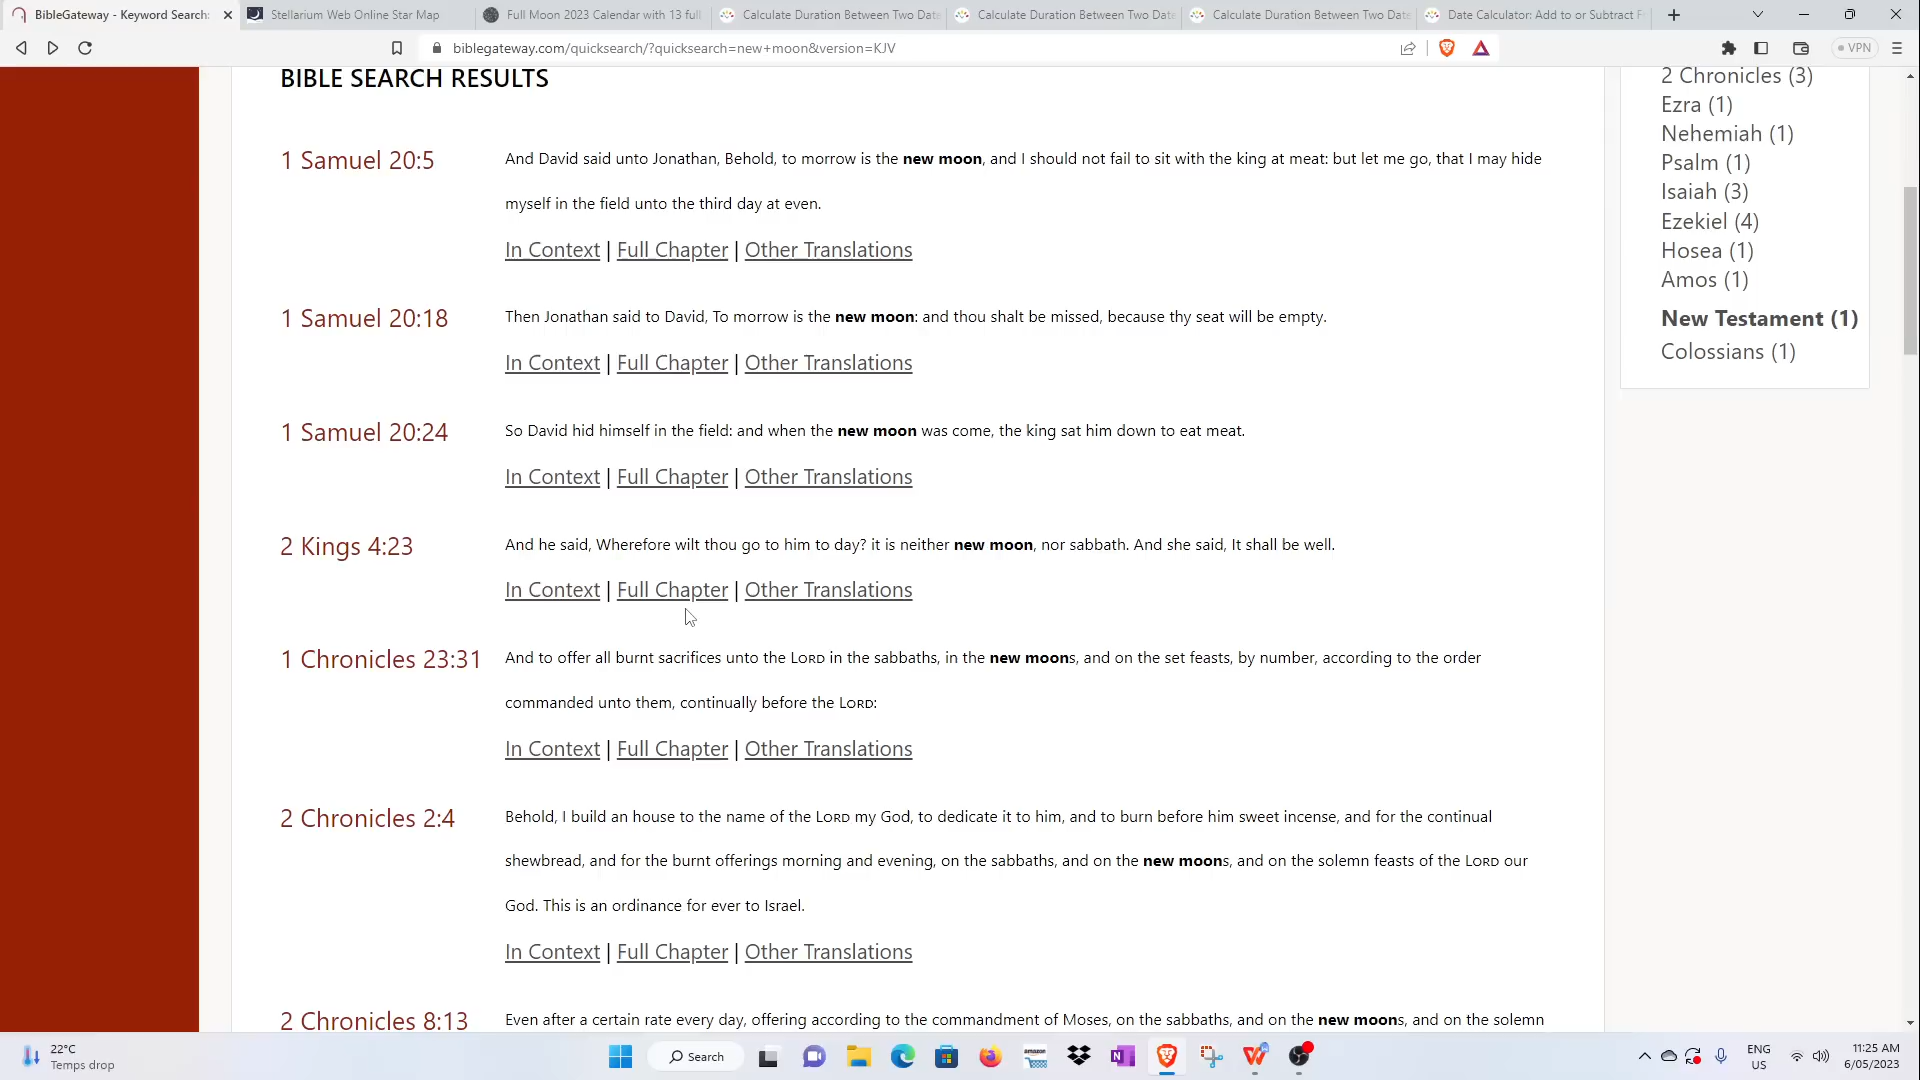 BibleGateway - Keyword Search:
Stellarium Web Online Star Map
Full Moon 2023 Calendar with 13 full
Calculate Duration Between Two Date
Calculate Duration Between Two Date
Calculate Duration Between Two Date
Date Calculator: Add to or Subtract F
biblegateway.com/quicksearch/?quicksearch=new+moon&version=KJV
VPN
BIBLE SEARCH RESULTS
1 Samuel 20:5
And David said unto Jonathan, Behold, to morrow is the new moon, and I should not fail to sit with the king at meat: but let me go, that I may hide
myself in the field unto the third day at even.
In Context | Full Chapter | Other Translations
1 Samuel 20:18
Then Jonathan said to David, To morrow is the new moon: and thou shalt be missed, because thy seat will be empty.
In Context | Full Chapter | Other Translations
1 Samuel 20:24
So David hid himself in the field: and when the new moon was come, the king sat him down to eat meat.
In Context | Full Chapter | Other Translations
2 Kings 4:23
And he said, Wherefore wilt thou go to him to day? it is neither new moon, nor sabbath. And she said, It shall be well.
In Context | Full Chapter | Other Translations
1 Chronicles 23:31
And to offer all burnt sacrifices unto the LORD in the sabbaths, in the new moons, and on the set feasts, by number, according to the order
commanded unto them, continually before the LORD:
In Context | Full Chapter | Other Translations
2 Chronicles 2:4
Behold, I build an house to the name of the LORD my God, to dedicate it to him, and to burn before him sweet incense, and for the continual
shewbread, and for the burnt offerings morning and evening, on the sabbaths, and on the new moons, and on the solemn feasts of the LORD our
God. This is an ordinance for ever to Israel.
In Context | Full Chapter | Other Translations
2 Chronicles 8:13
Even after a certain rate every day, offering according to the commandment of Moses, on the sabbaths, and on the new moons, and on the solemn
2 Chronicles (3)
Ezra (1)
Nehemiah (1)
Psalm (1)
Isaiah (3)
Ezekiel (4)
Hosea (1)
Amos (1)
New Testament (1)
Colossians (1)
22°C
Temps drop
Search
amazon
ENG
US
11:25 AM
6/05/2023